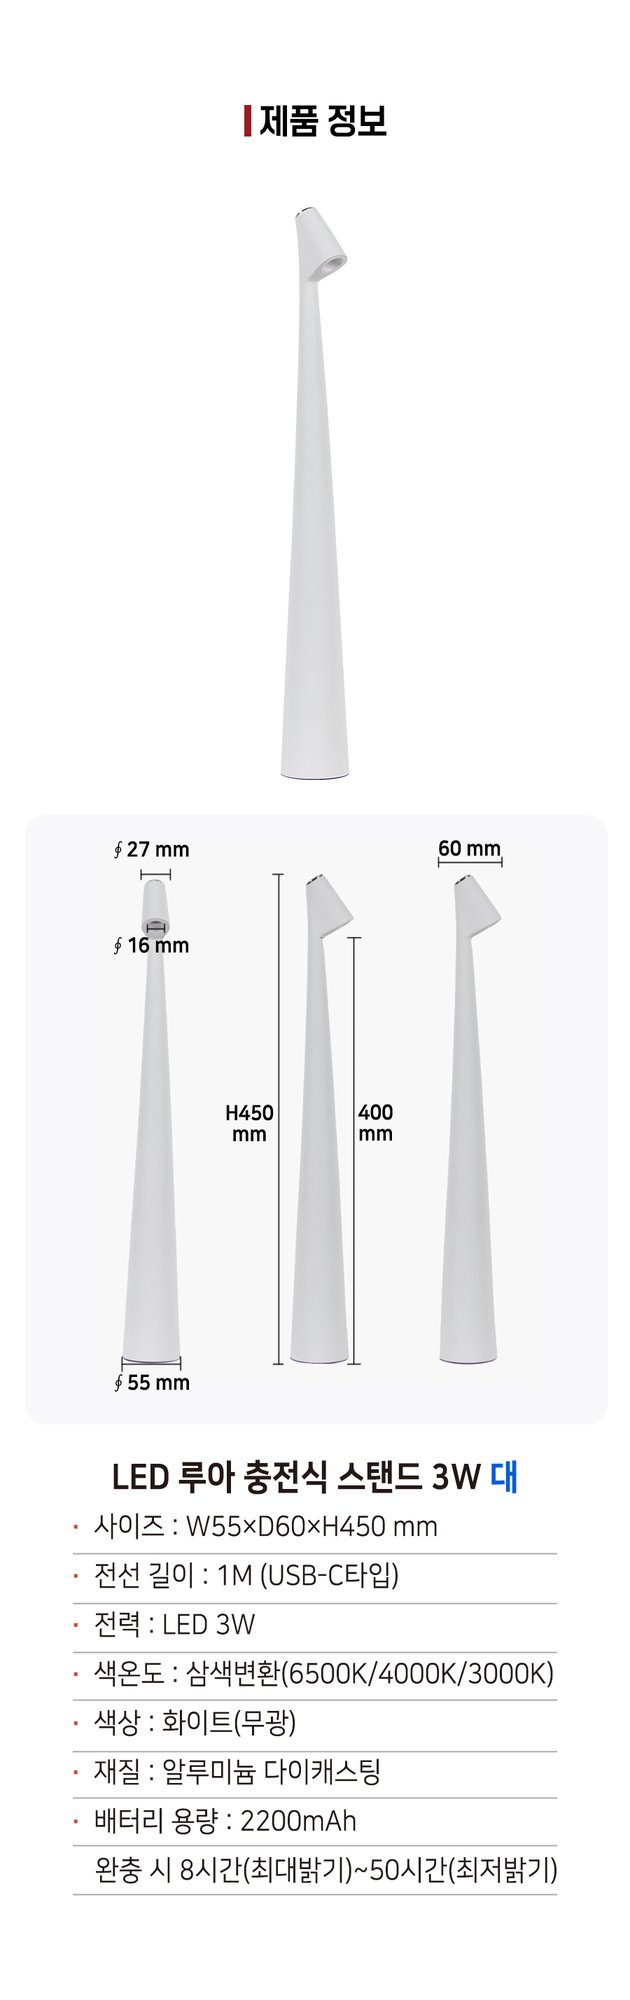 제품 정보
∮ 27 mm
60 mm
∮ 16 mm
H450
mm
400
mm
∮ 55 mm
LED 루아 충전식 스탠드 3W 대
· 사이즈 : W55×D60×H450 mm
· 전선 길이 : 1M (USB-C타입)
· 전력 : LED 3W
· 색온도 : 삼색변환(6500K/4000K/3000K)
· 색상 : 화이트(무광)
· 재질 : 알루미늄 다이캐스팅
· 배터리 용량 : 2200mAh
완충 시 8시간(최대밝기)~50시간(최저밝기)